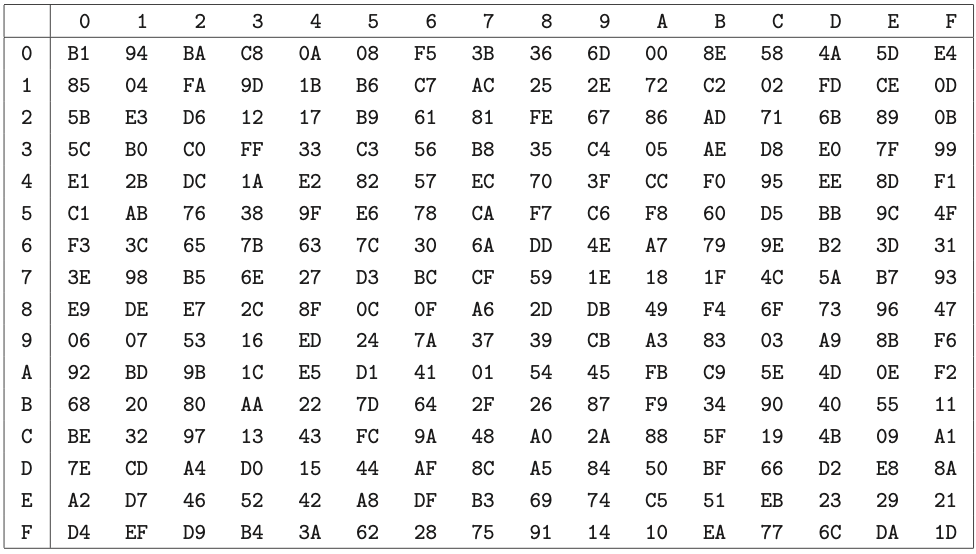 0 1 2 3 4 5 6 7 8 9 A B C D E F
0 B1 94 BA C8 0A 08 F5 3B 36 6D 00 8E 58 4A 5D E4
1 85 04 FA 9D 1B B6 C7 AC 25 2E 72 C2 02 FD CE 0D
2 5B E3 D6 12 17 B9 61 81 FE 67 86 AD 71 6B 89 0B
3 5C B0 C0 FF 33 C3 56 B8 35 C4 05 AE D8 E0 7F 99
4 E1 2B DC 1A E2 82 57 EC 70 3F CC F0 95 EE 8D F1
5 C1 AB 76 38 9F E6 78 CA F7 C6 F8 60 D5 BB 9C 4F
6 F3 3C 65 7B 63 7C 30 6A DD 4E A7 79 9E B2 3D 31
7 3E 98 B5 6E 27 D3 BC CF 59 1E 18 1F 4C 5A B7 93
8 E9 DE E7 2C 8F 0C 0F A6 2D DB 49 F4 6F 73 96 47
9 06 07 53 16 ED 24 7A 37 39 CB A3 83 03 A9 8B F6
A 92 BD 9B 1C E5 D1 41 01 54 45 FB C9 5E 4D 0E F2
B 68 20 80 AA 22 7D 64 2F 26 87 F9 34 90 40 55 11
C BE 32 97 13 43 FC 9A 48 A0 2A 88 5F 19 4B 09 A1
D 7E CD A4 D0 15 44 AF 8C A5 84 50 BF 66 D2 E8 8A
E A2 D7 46 52 42 A8 DF B3 69 74 C5 51 EB 23 29 21
F D4 EF D9 B4 3A 62 28 75 91 14 10 EA 77 6C DA 1D